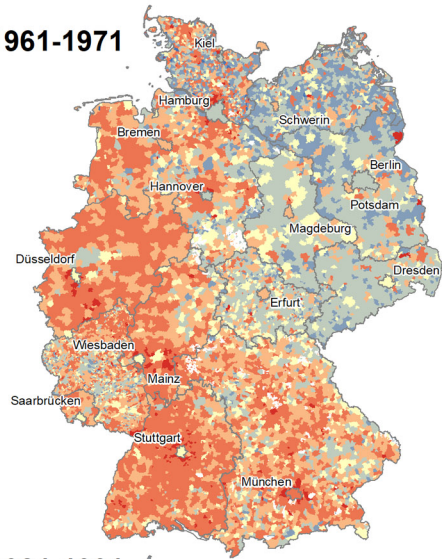 961-1971
Kiel
Hamburg
Schwerin
Bremen
Berlin
Hannover
Potsdam
Magdeburg
Düsseldorf
Dresden
Erfurt
Wiesbaden
Mainz
Saarbrücken
Stuttgart
München